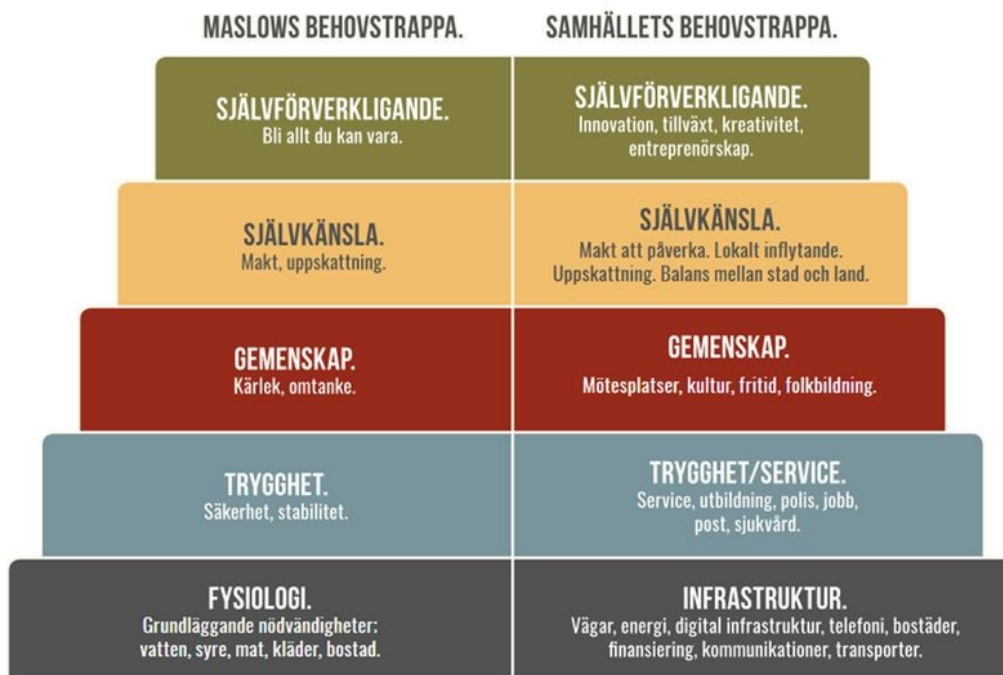 MASLOWS BEHOVSTRAPPA.
SAMHÄLLETS BEHOVSTRAPPA.
SJÄLVFÖRVERKLIGANDE.
Bli allt du kan vara.
SJÄLVFÖRVERKLIGANDE.
Innovation, tillväxt, kreativitet,
entreprenörskap.
SJÄLVKÄNSLA.
Makt, uppskattning.
SJÄLVKÄNSLA.
Makt att påverka. Lokalt inflytande.
Uppskattning. Balans mellan stad och land.
GEMENSKAP.
Kärlek, omtanke.
GEMENSKAP.
Mötesplatser, kultur, fritid, folkbildning.
TRYGGHET.
Säkerhet, stabilitet.
TRYGGHET/SERVICE.
Service, utbildning, polis, jobb,
post, sjukvård.
FYSIOLOGI.
Grundläggande nödvändigheter:
vatten, syre, mat, kläder, bostad.
INFRASTRUKTUR.
Vägar, energi, digital infrastruktur, telefoni, bostäder,
finansiering, kommunikationer, transporter.